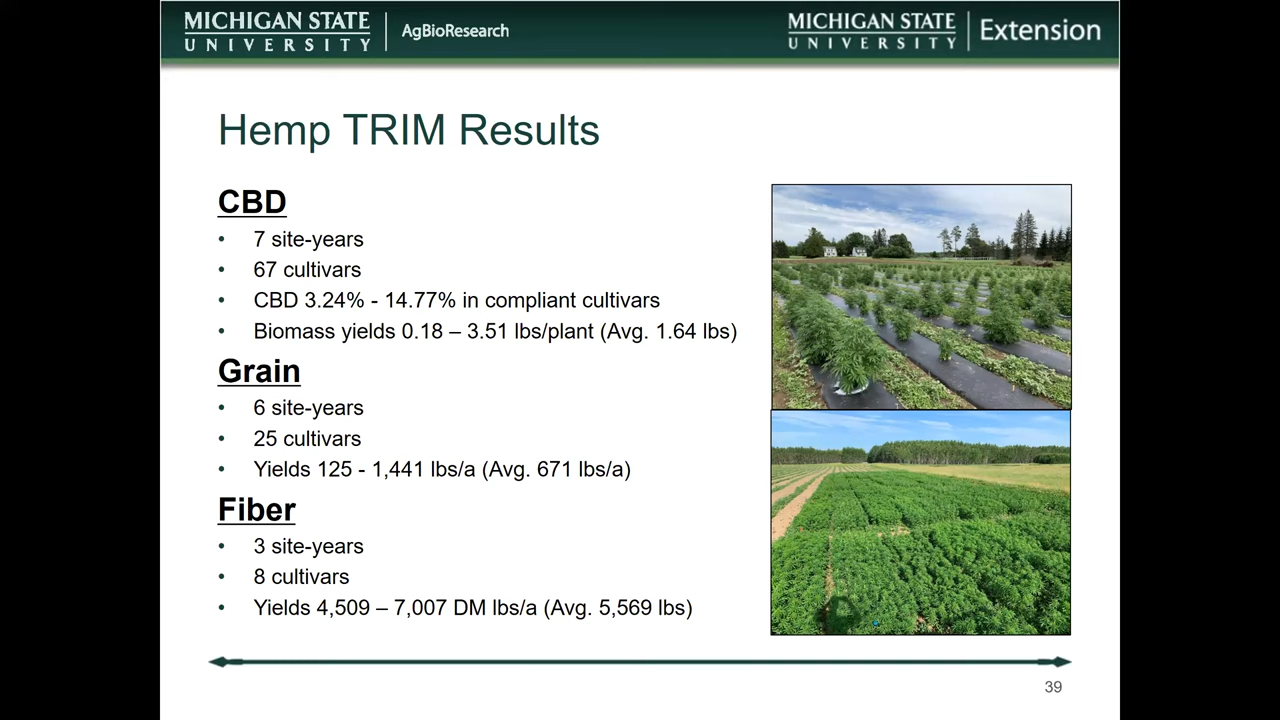 MICHIGAN STATE
UNIVERSITY
AgBioResearch
MICHIGAN STATE
UNIVERSITY
Extension
Hemp TRIM Results
CBD
• 7 site-years
• 67 cultivars
• CBD 3.24% - 14.77% in compliant cultivars
• Biomass yields 0.18 – 3.51 lbs/plant (Avg. 1.64 lbs)
Grain
• 6 site-years
• 25 cultivars
• Yields 125 - 1,441 lbs/a (Avg. 671 lbs/a)
Fiber
• 3 site-years
• 8 cultivars
• Yields 4,509 – 7,007 DM lbs/a (Avg. 5,569 lbs)
39